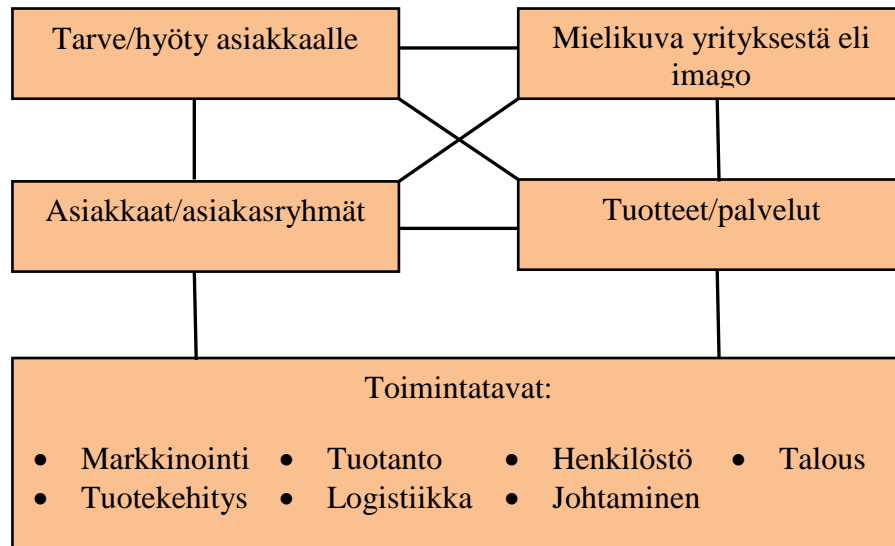 Tarve/hyöty asiakkaalle
Mielikuva yrityksestä eli
imago
Asiakkaat/asiakasryhmät
Tuotteet/palvelut
Toimintatavat:
• Markkinointi • Tuotanto • Henkilöstö • Talous
• Tuotekehitys • Logistiikka • Johtaminen